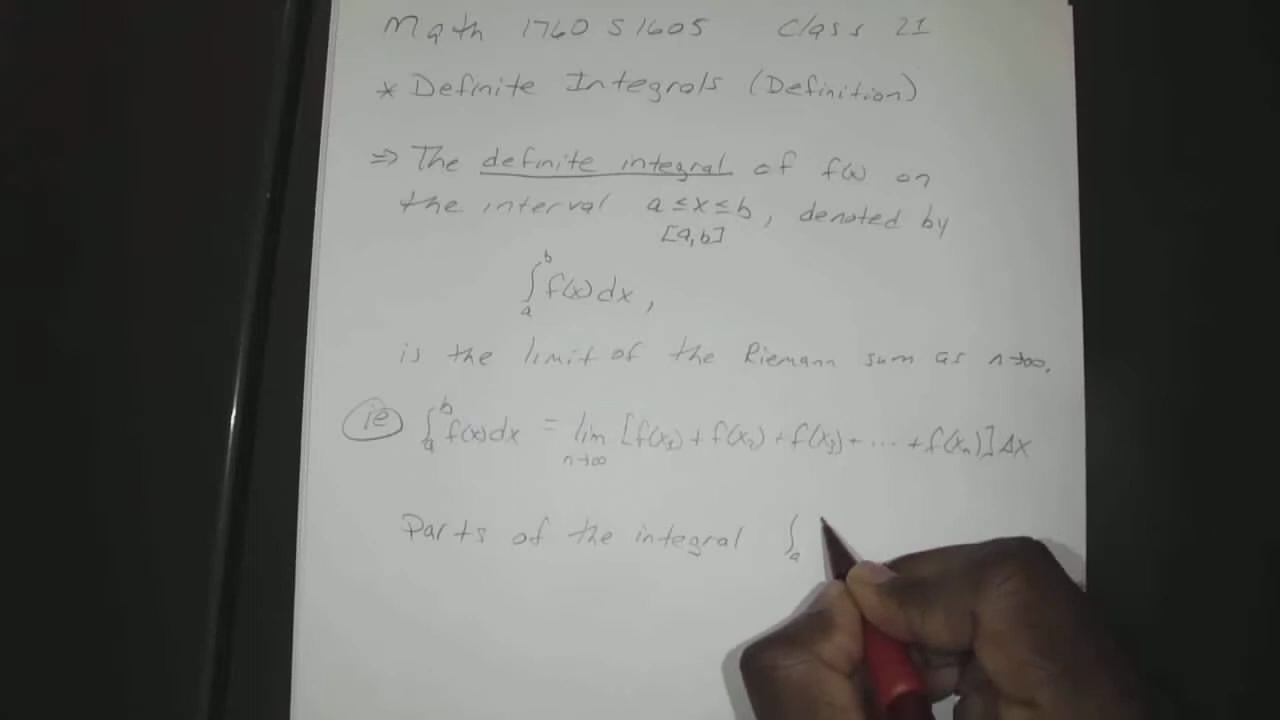 Math 1760 S1605 Class 21
* Definite Integrals (Definition)
⇒ The definite integral of f(x) on
the interval a ≤ x ≤ b, denoted by
[a,b]
∫_a^b f(x) dx,
is the limit of the Riemann sum as n→∞.
ie ∫_a^b f(x)dx = lim_{n→∞} [f(x₁) + f(x₂) + f(x₃) + ... + f(xₙ)] Δx
Parts of the integral ∫_a